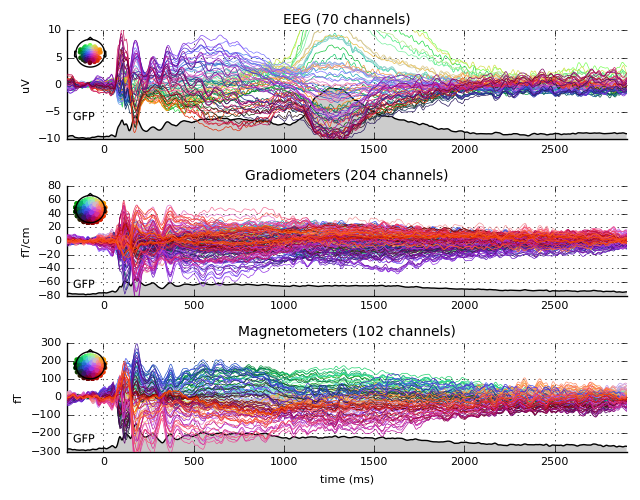 EEG (70 channels)
10
5
0
−5
−10
uV
GFP
0 500 1000 1500 2000 2500
Gradiometers (204 channels)
80
60
40
20
0
−20
−40
−60
−80
fT/cm
GFP
0 500 1000 1500 2000 2500
Magnetometers (102 channels)
300
200
100
0
−100
−200
−300
fT
GFP
0 500 1000 1500 2000 2500
time (ms)